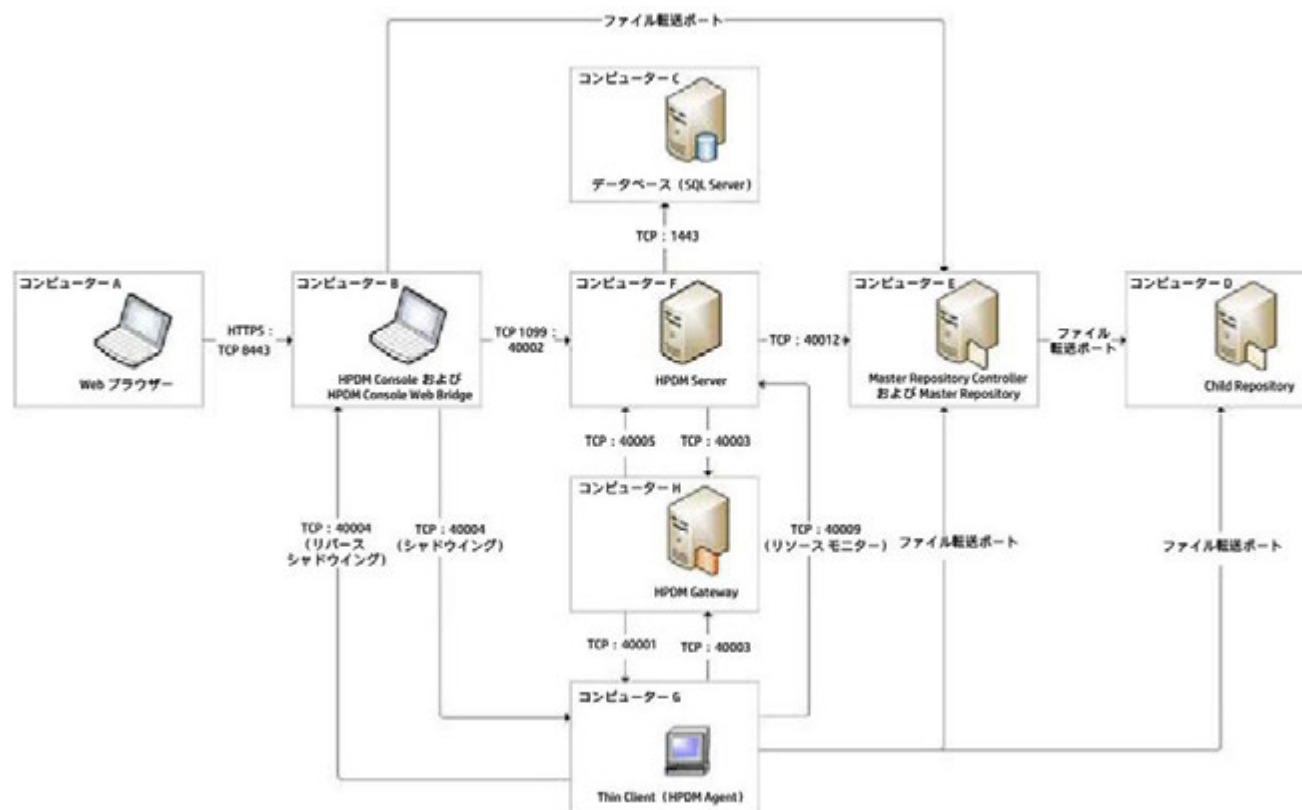 ファイル転送ポート
コンピューター C
データベース（SQL Server）
TCP：1443
コンピューター A
HTTPS：
TCP 8443
Web ブラウザー
コンピューター B
HPDM Console および
HPDM Console Web Bridge
TCP 1099：
40002
コンピューター F
HPDM Server
TCP：40012
コンピューター E
Master Repository Controller
および Master Repository
ファイル
転送ポート
コンピューター D
Child Repository
TCP：40005
TCP：40003
コンピューター H
HPDM Gateway
TCP：40004
（リバース
シャドウイング）
TCP：40004
（シャドウイング）
TCP：40009
（リソース モニター）
ファイル転送ポート
ファイル転送ポート
TCP：40001
TCP：40003
コンピューター G
Thin Client（HPDM Agent）